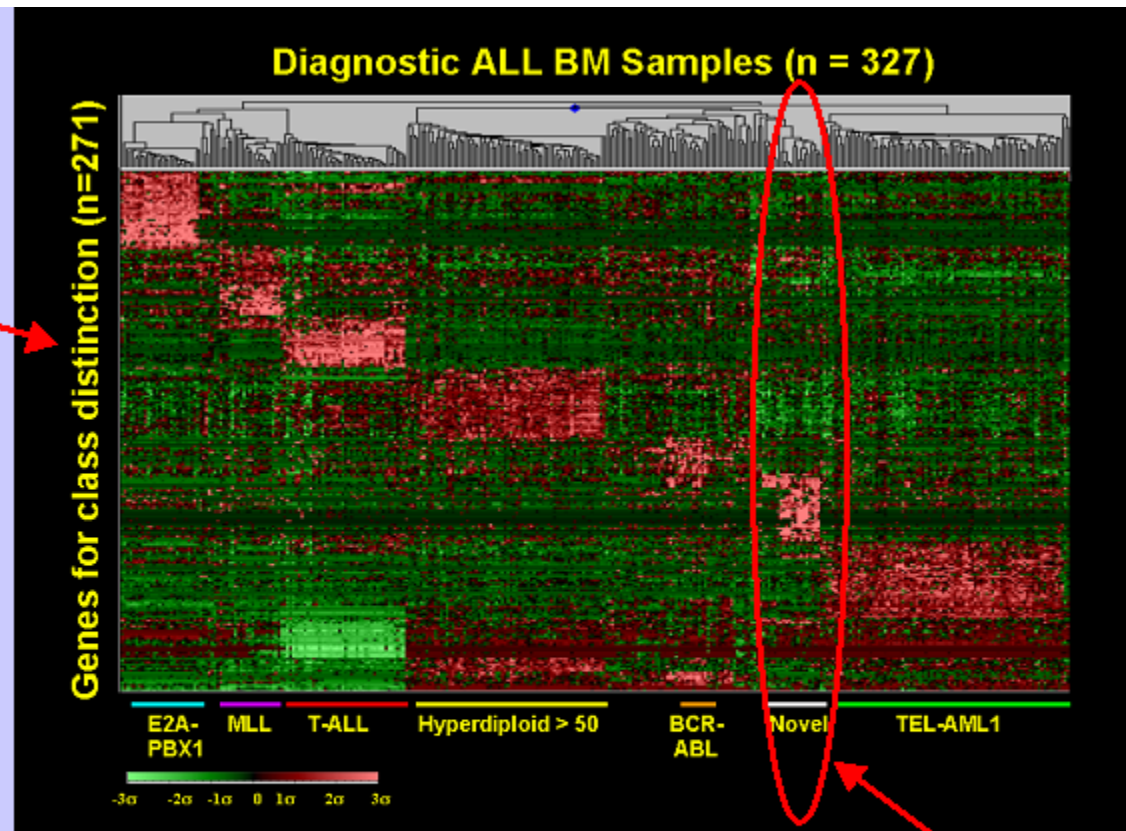 Diagnostic ALL BM Samples (n = 327)
Genes for class distinction (n=271)
E2A-
PBX1
MLL
T-ALL
Hyperdiploid > 50
BCR-
ABL
Novel
TEL-AML1
-3σ -2σ -1σ 0 1σ 2σ 3σ